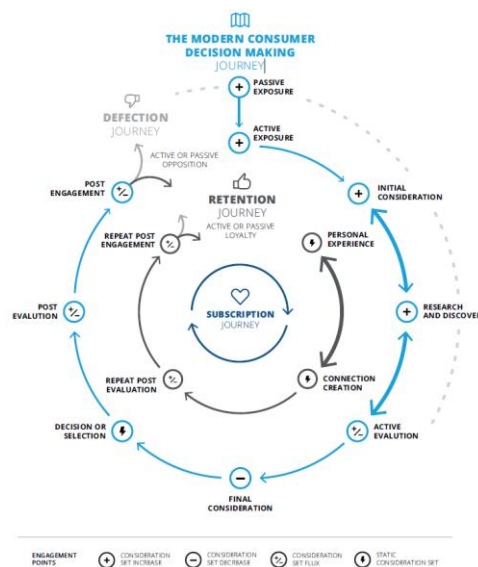 THE MODERN CONSUMER
DECISION MAKING
JOURNEY
PASSIVE
EXPOSURE
DEFECTION
JOURNEY
ACTIVE
EXPOSURE
ACTIVE OR PASSIVE
OPPOSITION
POST
ENGAGEMENT
INITIAL
CONSIDERATION
RETENTION
JOURNEY
ACTIVE OR PASSIVE
LOYALTY
REPEAT POST
ENGAGEMENT
PERSONAL
EXPERIENCE
POST
EVALUTION
SUBSCRIPTION
JOURNEY
RESEARCH
AND DISCOVE
REPEAT POST
EVALUATION
CONNECTION
CREATION
DECISION OR
SELECTION
ACTIVE
EVALUTION
FINAL
CONSIDERATION
ENGAGEMENT
POINTS
CONSIDERATION
SET INCREASE
CONSIDERATION
SET DECREASE
CONSIDERATION
SET FLUX
STATIC
CONSIDERATION SET